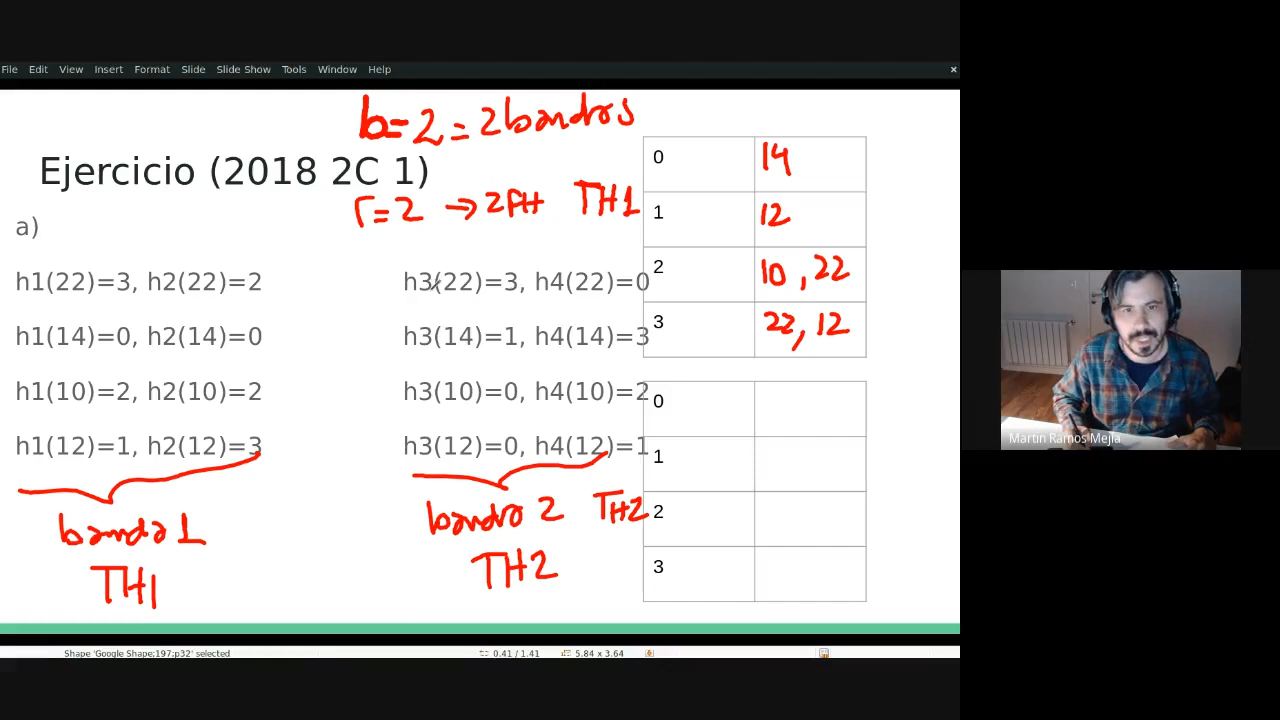 File Edit View Insert Format Slide Slide Show Tools Window Help
b=2=2 bandas
Ejercicio (2018 2C 1)
r=2 → 2FH TH1
a)
h1(22)=3, h2(22)=2 h3(22)=3, h4(22)=0
h1(14)=0, h2(14)=0 h3(14)=1, h4(14)=3
h1(10)=2, h2(10)=2 h3(10)=0, h4(10)=2
h1(12)=1, h2(12)=3 h3(12)=0, h4(12)=1
banda 1
TH1
banda 2 TH2
TH2
0 14
1 12
2 10, 22
3 22, 12
0
1
2
3
Martin Ramos Mejia
Shape 'Google Shape;197;p32' selected 0.41 / 1.41 5.84 x 3.64